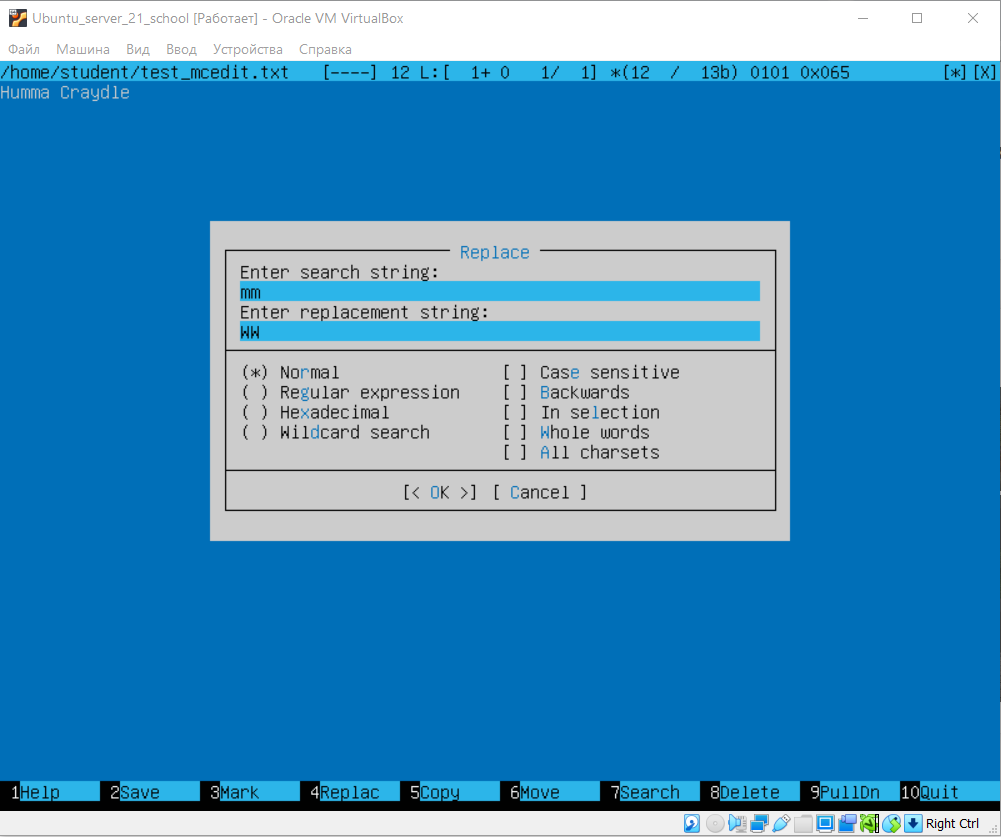 Ubuntu_server_21_school [Работает] - Oracle VM VirtualBox
Файл Машина Вид Ввод Устройства Справка
/home/student/test_mcedit.txt [----] 12 L:[ 1+ 0 1/ 1] *(12 / 13b) 0101 0x065 [*][X]
Humma Craydle
Replace
Enter search string:
mm
Enter replacement string:
WW
(*) Normal [ ] Case sensitive
( ) Regular expression [ ] Backwards
( ) Hexadecimal [ ] In selection
( ) Wildcard search [ ] Whole words
[ ] All charsets
[< OK >] [ Cancel ]
1Help 2Save 3Mark 4Replac 5Copy 6Move 7Search 8Delete 9PullDn 10Quit
Right Ctrl